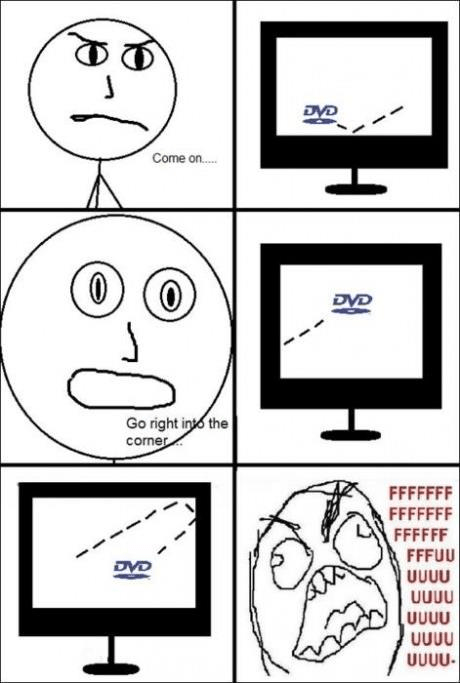 Come on.....
DVD
Go right into the
corner....
DVD
DVD
FFFFFFF
FFFFFFF
FFFFFF
FFFUU
UUUU
UUUU
UUUU
UUUU
UUUU-